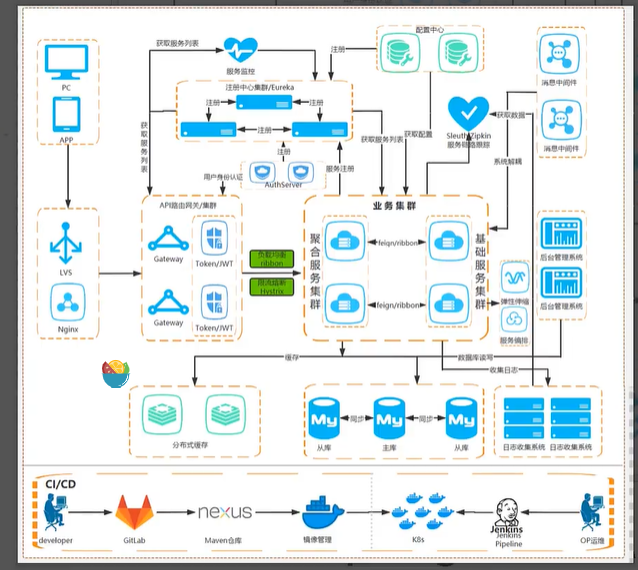 获取服务列表
服务监控
注册
配置中心
PC
APP
消息中间件
消息中间件
注册中心集群/Eureka
注册
注册
注册
注册
获取服务列表
获取服务列表
获取配置
Sleuth/Zipkin
服务链路跟踪
获取数据
系统解耦
用户身份认证
AuthServer
服务注册
API路由网关/集群
Gateway
Token/JWT
Gateway
Token/JWT
LVS
Nginx
负载均衡
ribbon
限流熔断
Hystrix
业务集群
聚合服务集群
feign/ribbon
feign/ribbon
基础服务集群
弹性伸缩
服务编排
后台管理系统
后台管理系统
缓存
数据库读写
收集日志
分布式缓存
My
同步
My
同步
My
从库
主库
从库
日志收集系统
日志收集系统
CI/CD
developer
GitLab
nexus
Maven仓库
镜像管理
K8s
Jenkins
Jenkins
Pipeline
OP运维